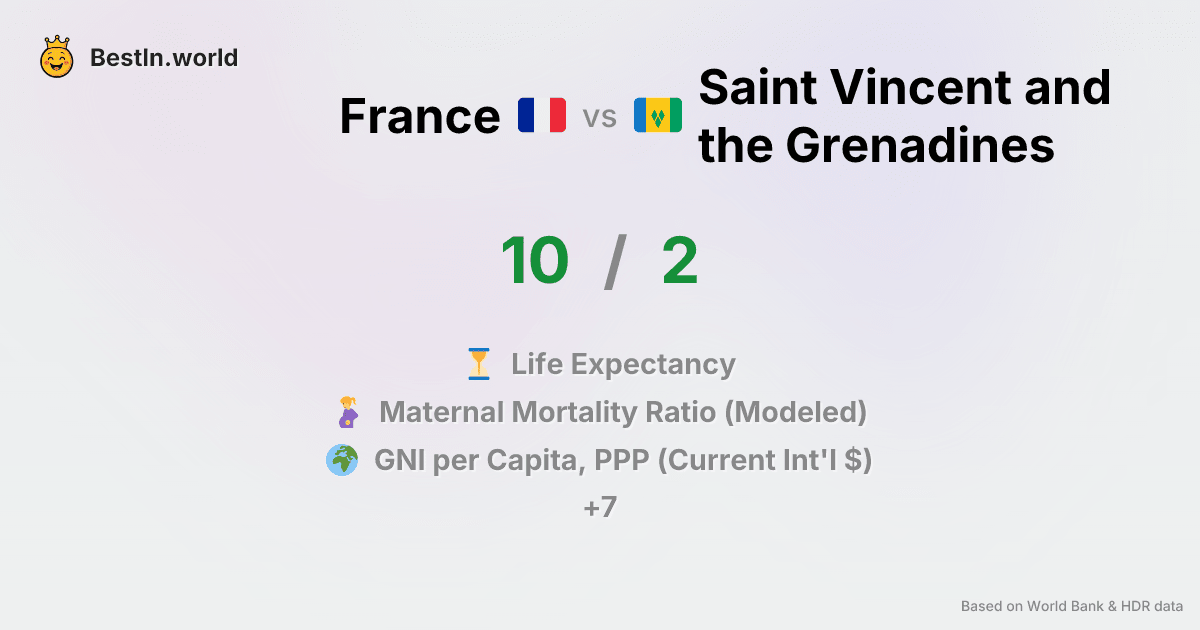 BestIn.world
France vs Saint Vincent and
the Grenadines
10 / 2
Life Expectancy
Maternal Mortality Ratio (Modeled)
GNI per Capita, PPP (Current Int'l $)
+7
Based on World Bank & HDR data